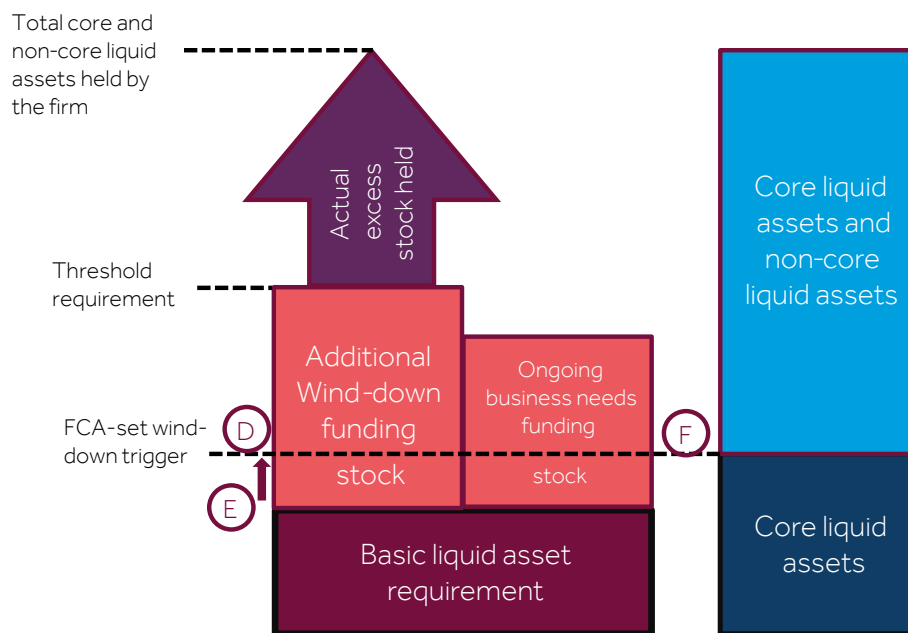 Total core and
non-core liquid
assets held by
the firm
Actual
excess
stock held
Threshold
requirement
Additional
Wind-down
funding
stock
Ongoing
business needs
funding
stock
FCA-set wind-
down trigger
D
E
F
Basic liquid asset
requirement
Core liquid
assets and
non-core
liquid assets
Core liquid
assets